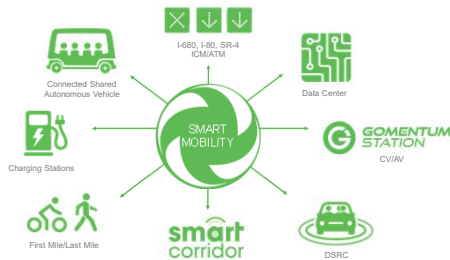 I-680, I-80, SR-4
ICM/ATM
Connected Shared
Autonomous Vehicle
Data Center
SMART
MOBILITY
GOMENTUM
STATION
CV/AV
Charging Stations
First Mile/Last Mile
smart
corridor
DSRC